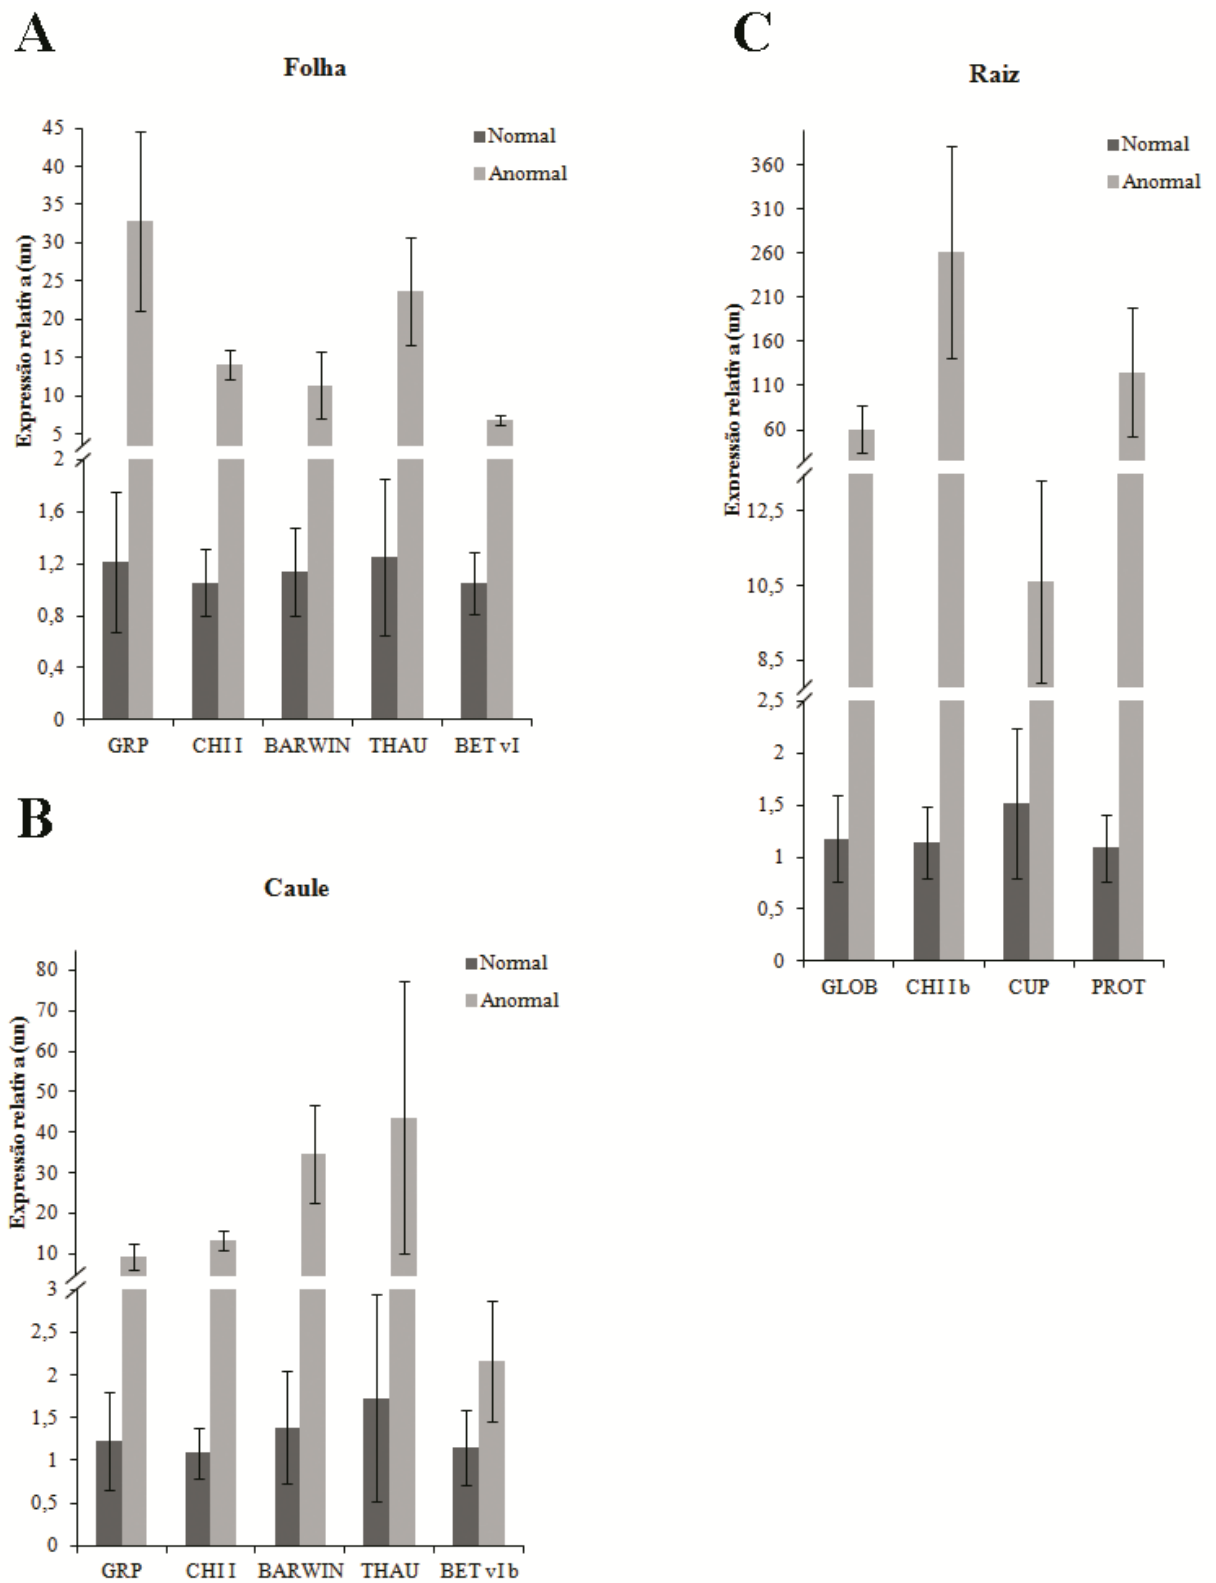 A
Folha
Expressão relativa (un)
45
40
35
30
25
20
15
10
5
2
1,6
1,2
0,8
0,4
0
Normal
Anormal
GRP CHI I BARWIN THAU BET vI
B
Caule
Expressão relativa (un)
80
70
60
50
40
30
20
10
3
2,5
2
1,5
1
0,5
0
Normal
Anormal
GRP CHI I BARWIN THAU BET vI b
C
Raiz
Expressão relativa (un)
360
310
260
210
160
110
60
12,5
10,5
8,5
2,5
2
1,5
1
0,5
0
Normal
Anormal
GLOB CHI I b CUP PROT